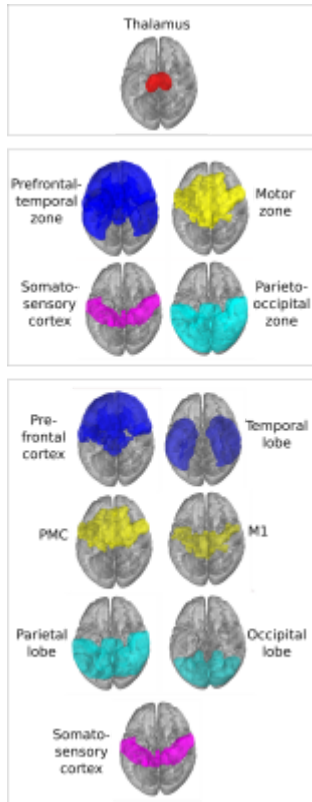 Thalamus
Prefrontal-
temporal
zone
Motor
zone
Somato-
sensory
cortex
Parieto-
occipital
zone
Pre-
frontal
cortex
Temporal
lobe
PMC
M1
Parietal
lobe
Occipital
lobe
Somato-
sensory
cortex